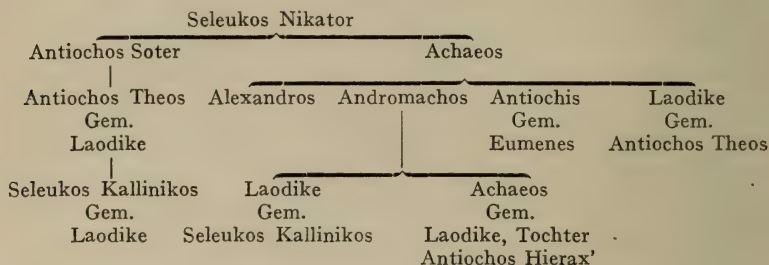 Seleukos Nikator
Antiochos Soter Achaeos
Antiochos Theos Alexandros Andromachos Antiochis Laodike
Gem. Gem. Gem.
Laodike Eumenes Antiochos Theos
Seleukos Kallinikos Laodike Achaeos
Gem. Gem. Gem.
Laodike Seleukos Kallinikos Laodike, Tochter
Antiochos Hierax'